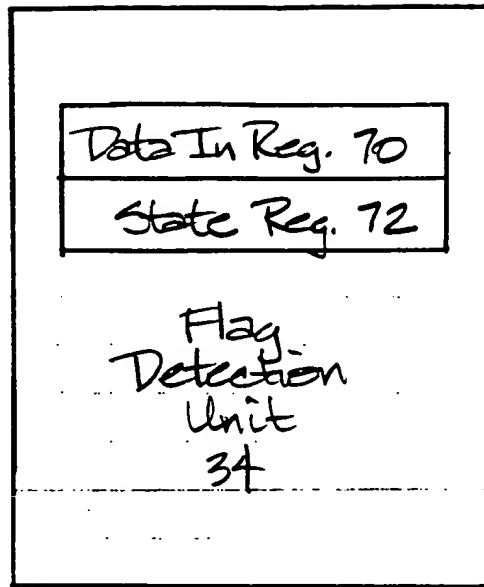 Data In Reg. 70
State Reg. 72
Flag
Detection
Unit
34